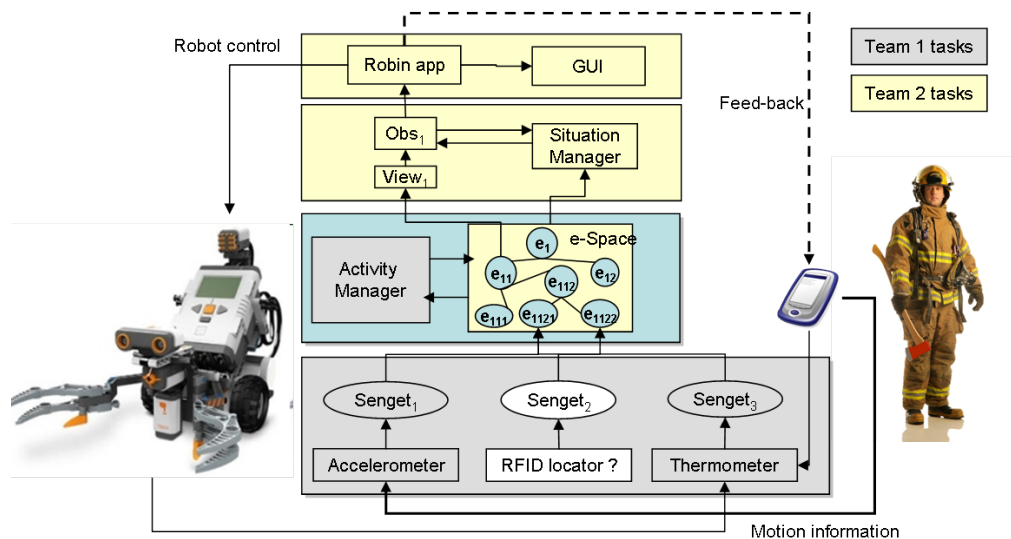 Robot control
Robin app
GUI
Team 1 tasks
Team 2 tasks
Feed-back
Obs₁
Situation
Manager
View₁
Activity
Manager
e-Space
e₁
e₁₁
e₁₂
e₁₁₂
e₁₁₁
e₁₁₂₁
e₁₁₂₂
Senget₁
Senget₂
Senget₃
Accelerometer
RFID locator ?
Thermometer
Motion information